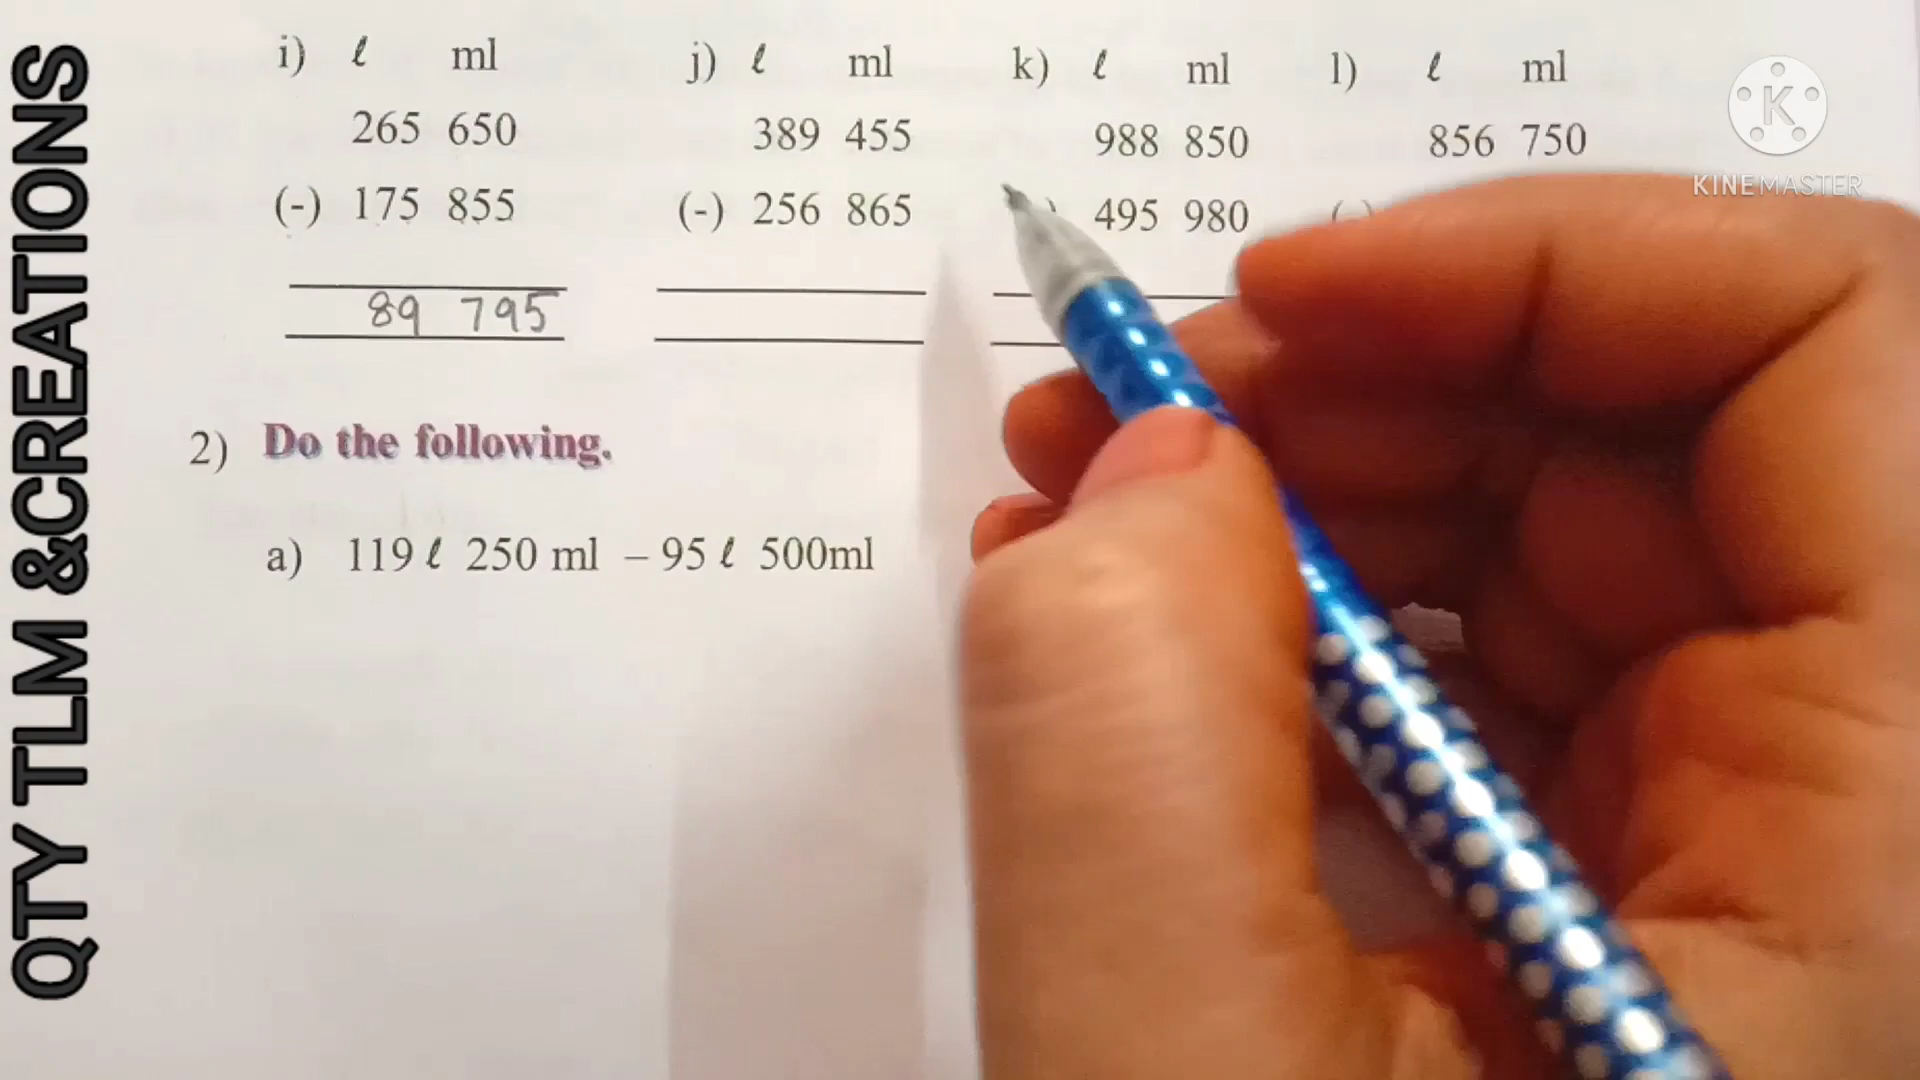 QTY TLM &CREATIONS
i) ℓ ml j) ℓ ml k) ℓ ml l) ℓ ml
265 650 389 455 988 850 856 750
(-) 175 855 (-) 256 865 ) 495 980
89 795
2) Do the following.
a) 119 ℓ 250 ml – 95 ℓ 500ml
K
KINEMASTER